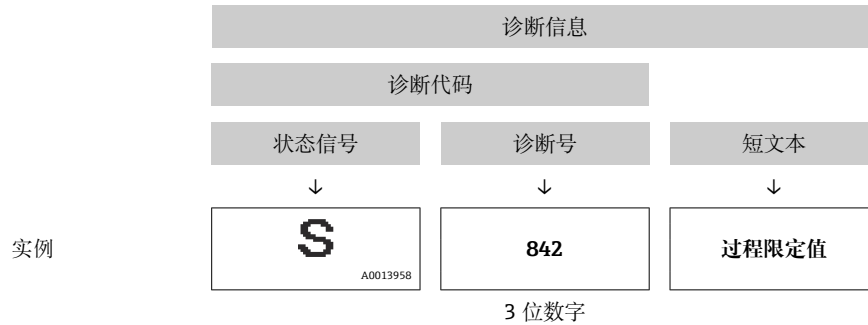 诊断信息
诊断代码
状态信号 诊断号 短文本
↓ ↓ ↓
实例 S 842 过程限定值
A0013958
3 位数字